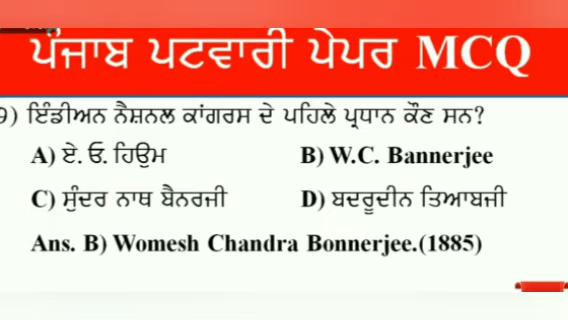 ਪੰਜਾਬ ਪਟਵਾਰੀ ਪੇਪਰ MCQ
9) ਇੰਡੀਅਨ ਨੈਸ਼ਨਲ ਕਾਂਗਰਸ ਦੇ ਪਹਿਲੇ ਪ੍ਰਧਾਨ ਕੌਣ ਸਨ?
A) ਏ. ਓ. ਹਿਊਮ B) W.C. Bannerjee
C) ਸੁੰਦਰ ਨਾਥ ਬੈਨਰਜੀ D) ਬਦਰੂਦੀਨ ਤਿਆਬਜੀ
Ans. B) Womesh Chandra Bonnerjee.(1885)